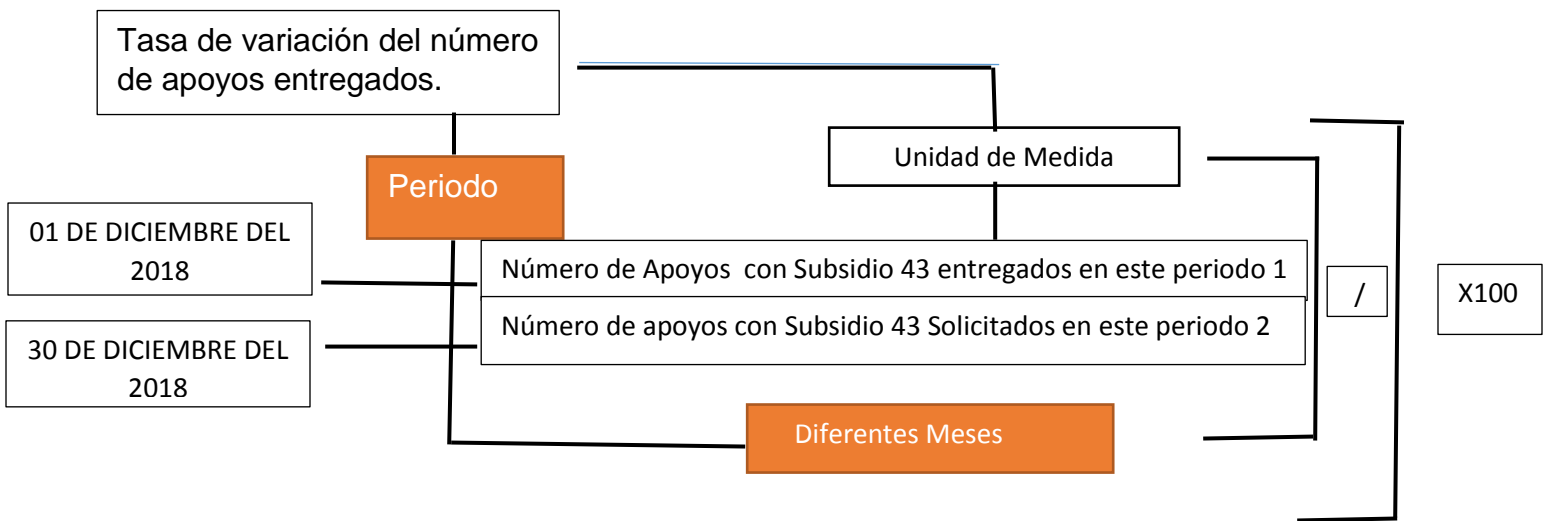 Tasa de variación del número
de apoyos entregados.
Unidad de Medida
Periodo
01 DE DICIEMBRE DEL
2018
Número de Apoyos con Subsidio 43 entregados en este periodo 1
/
X100
Número de apoyos con Subsidio 43 Solicitados en este periodo 2
30 DE DICIEMBRE DEL
2018
Diferentes Meses